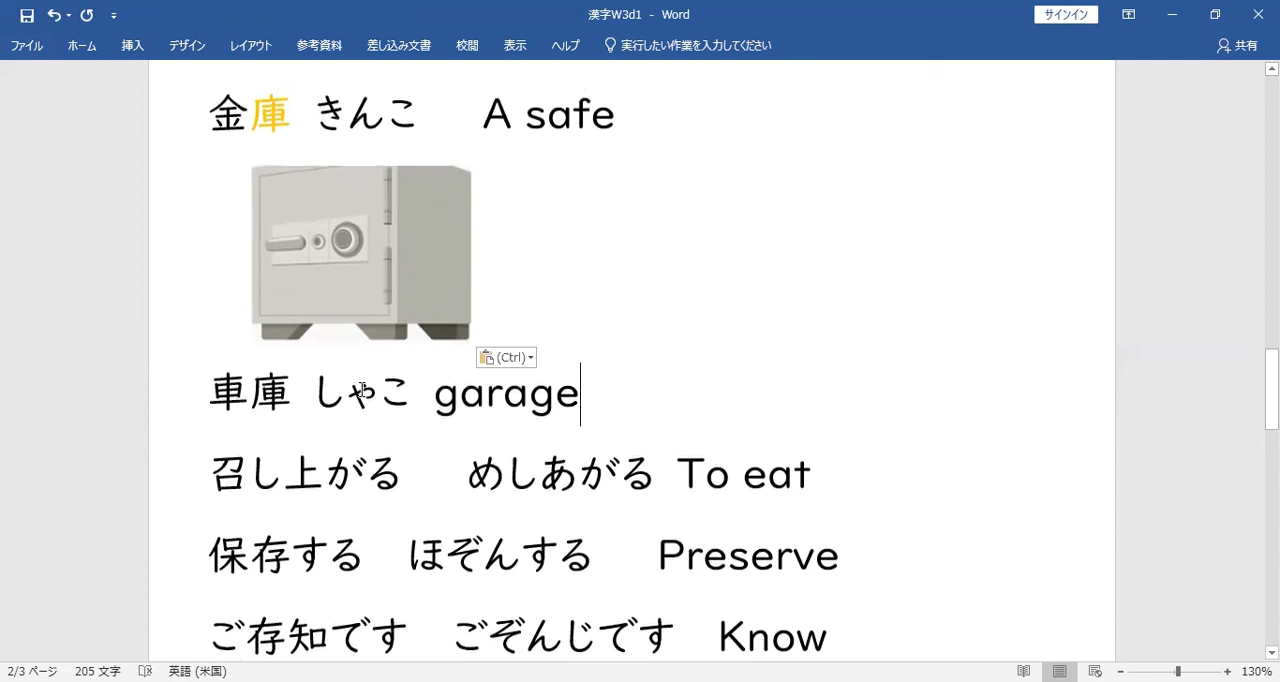 漢字W3d1 - Word サインイン
ファイル ホーム 挿入 デザイン レイアウト 参考資料 差し込み文書 校閲 表示 ヘルプ 実行したい作業を入力してください 共有
金庫 きんこ A safe
(Ctrl)
車庫 しゃこ garage
召し上がる めしあがる To eat
保存する ほぞんする Preserve
ご存知です ごぞんじです Know
2/3 ページ 205 文字 英語 (米国) 130%